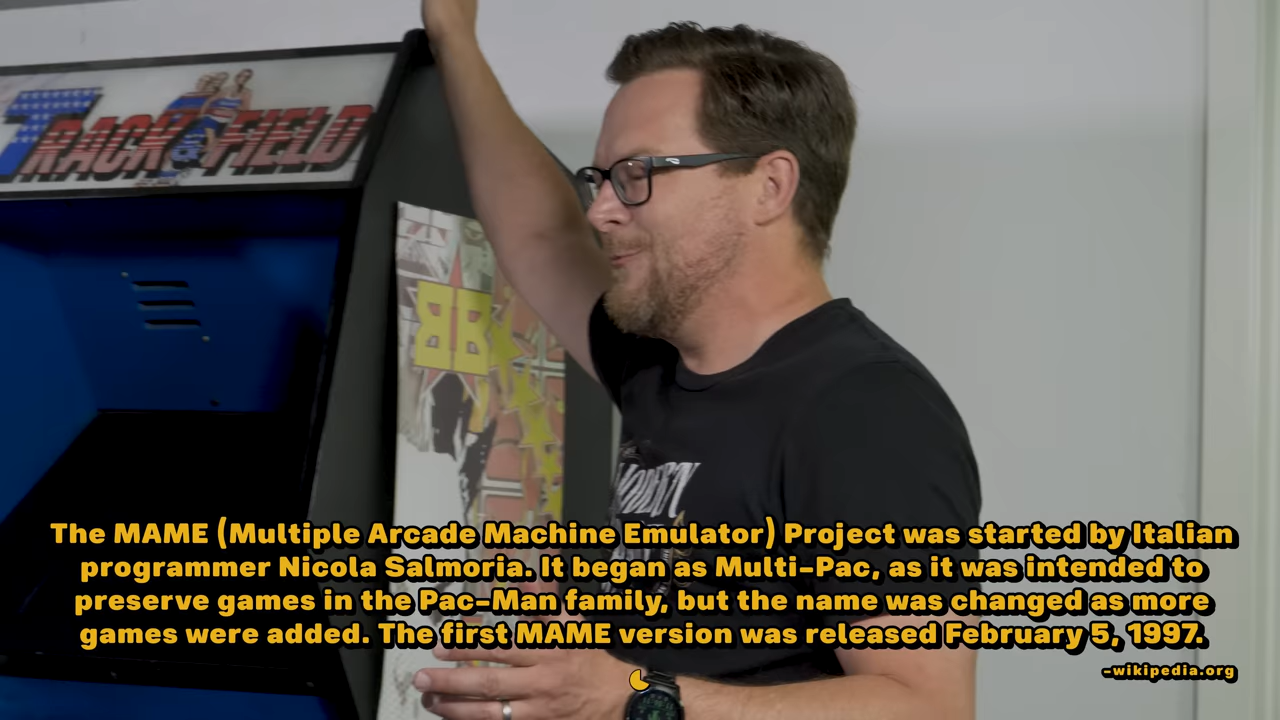 TRACK & FIELD
BB
MODERN
The MAME (Multiple Arcade Machine Emulator) Project was started by Italian
programmer Nicola Salmoria. It began as Multi-Pac, as it was intended to
preserve games in the Pac-Man family, but the name was changed as more
games were added. The first MAME version was released February 5, 1997.
-wikipedia.org